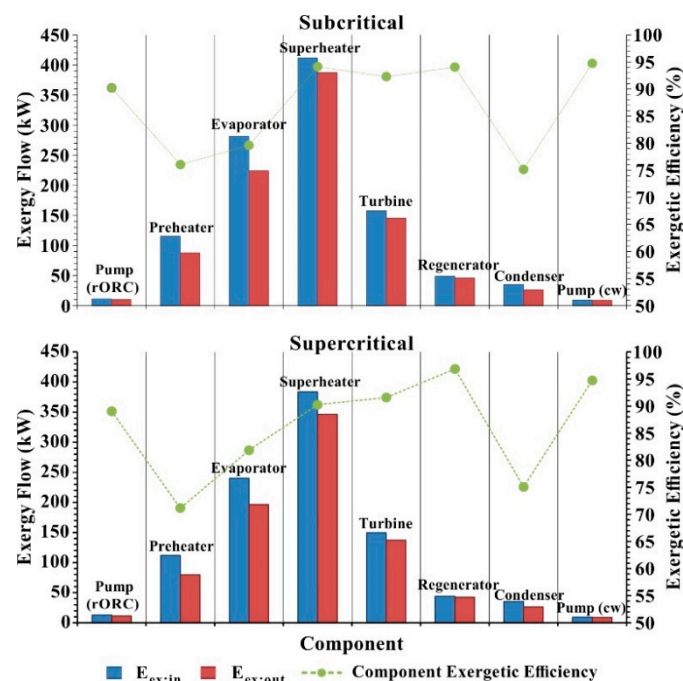 Subcritical
450
400
350
300
250
200
150
100
50
0
Exergy Flow (kW)
Pump
(rORC)
Preheater
Evaporator
Superheater
Turbine
Regenerator
Condenser
Pump (cw)
100
95
90
85
80
75
70
65
60
55
50
Exergetic Efficiency (%)
Supercritical
450
400
350
300
250
200
150
100
50
0
Exergy Flow (kW)
Pump
(rORC)
Preheater
Evaporator
Superheater
Turbine
Regenerator
Condenser
Pump (cw)
100
95
90
85
80
75
70
65
60
55
50
Exergetic Efficiency (%)
Component
E ex;in E ex;out Component Exergetic Efficiency